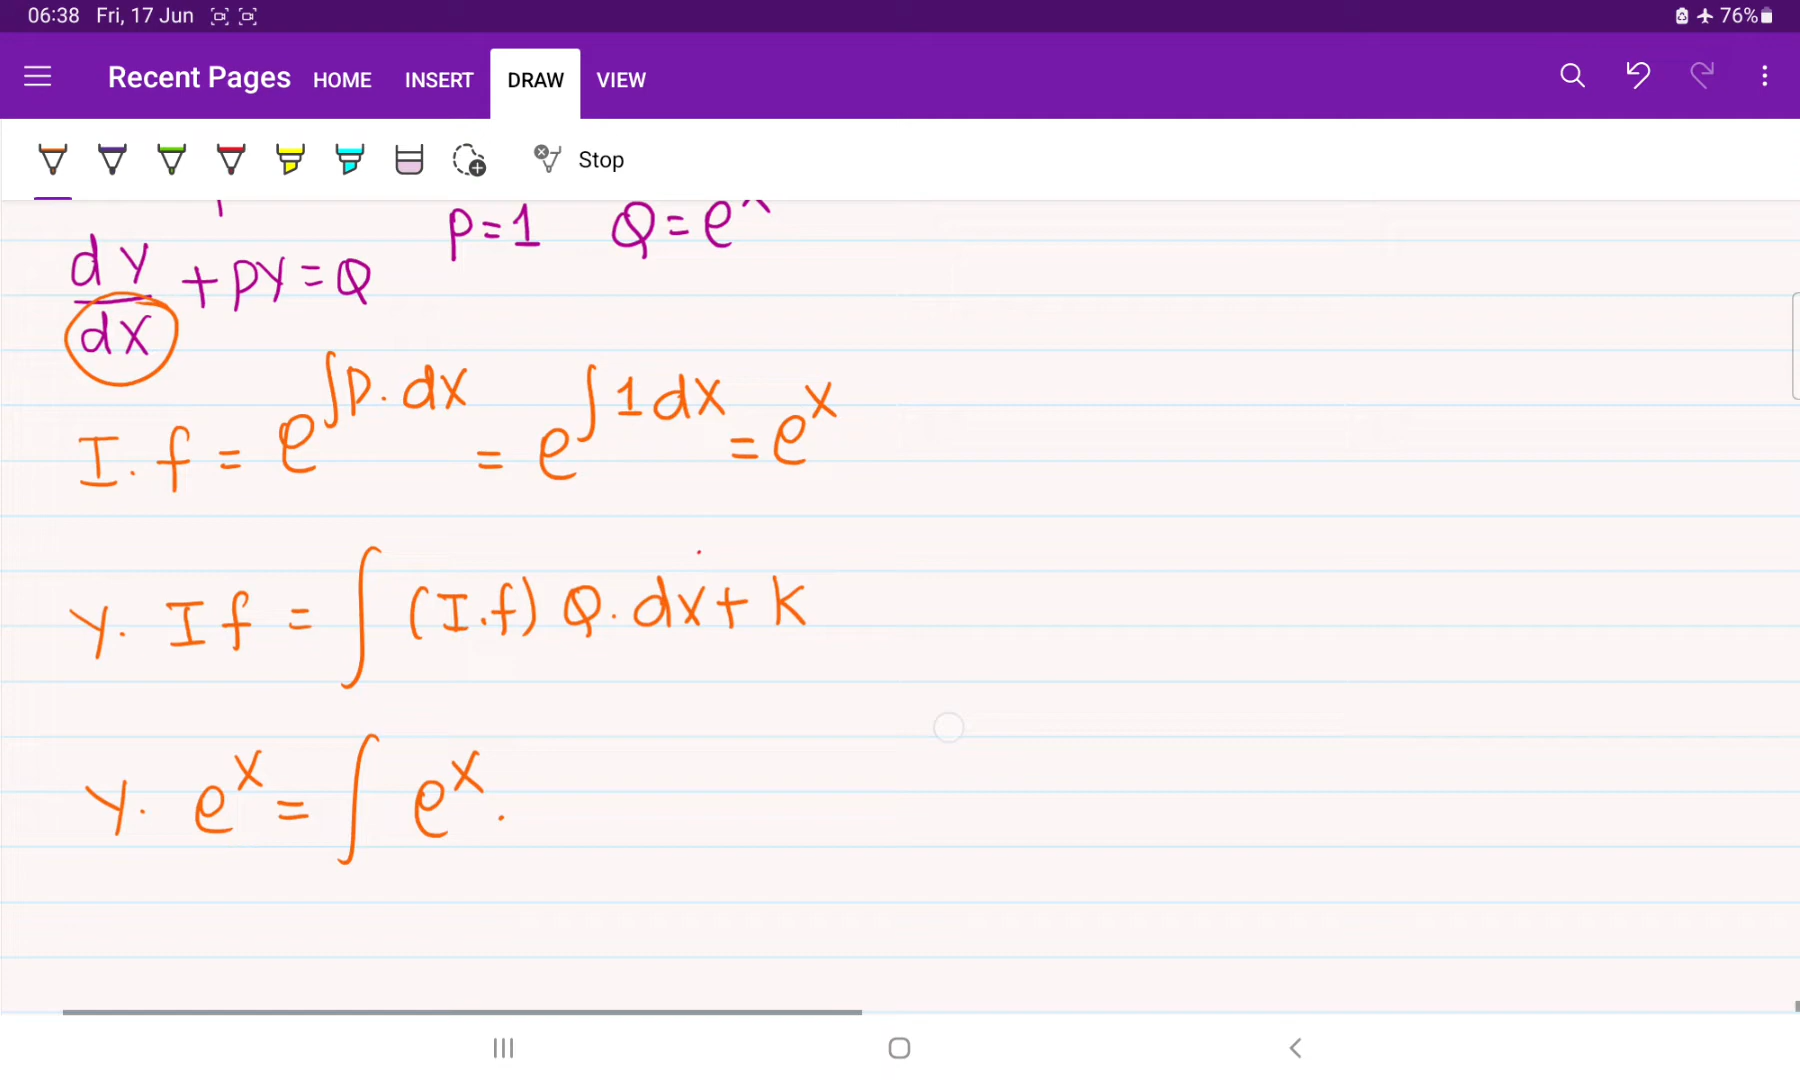 06:38 Fri, 17 Jun 76%
Recent Pages HOME INSERT DRAW VIEW
Stop
p=1 Q=e^x
dy/dx +py=Q
I.f = e^∫p.dx = e^∫1dx = e^x
y. If = ∫ (I.f) Q.dx+k
y. e^x = ∫ e^x.